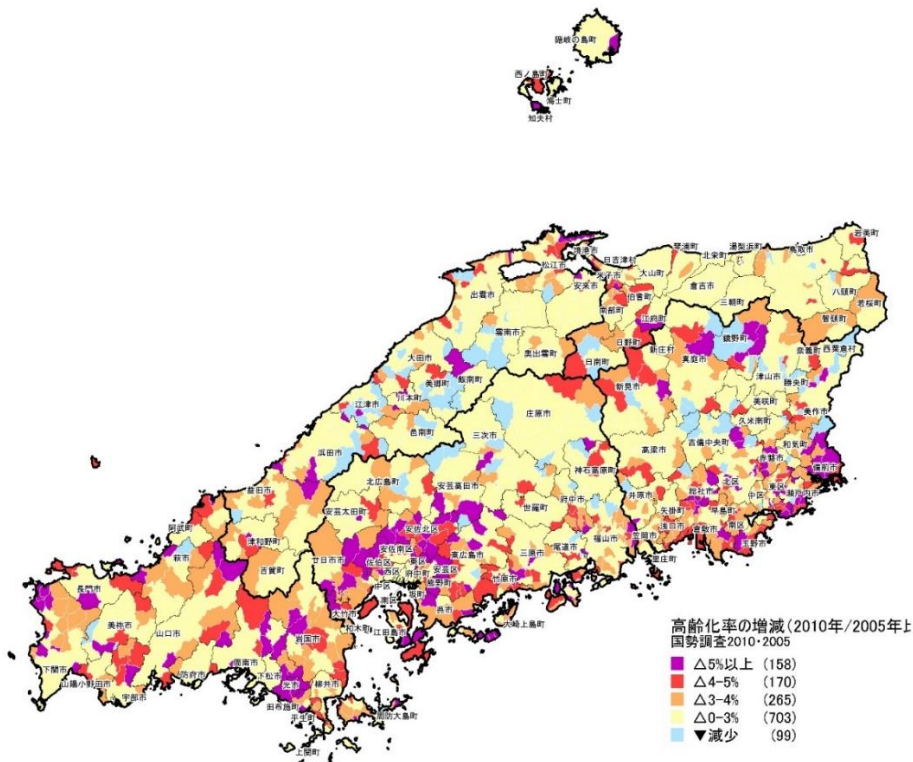 隠岐の島町
西ノ島町
海士町
知夫村
境港市
松江市
日吉津村
米子市
大山町
琴浦町
北栄町
湯梨浜町
鳥取市
岩美町
安来市
出雲市
南部町
伯耆町
倉吉市
三朝町
八頭町
若桜町
智頭町
江府町
雲南市
奥出雲町
日野町
日南町
新庄村
真庭市
鏡野町
奈義町
西粟倉村
大田市
美郷町
飯南町
川本町
江津市
邑南町
庄原市
三次市
新見市
津山市
勝央町
美咲町
美作市
久米南町
吉備中央町
和気町
浜田市
高梁市
赤磐市
備前市
北広島町
安芸高田市
神石高原町
総社市
北区
東区
中区
瀬戸内市
益田市
安芸太田町
世羅町
府中市
井原市
矢掛町
早島町
浅口市
倉敷市
南区
玉野市
笠岡市
里庄町
阿武町
津和野町
萩市
吉賀町
廿日市市
安佐北区
安佐南区
佐伯区
西区
東区
府中町
安芸区
東広島市
三原市
尾道市
福山市
中区
坂町
熊野町
竹原市
南区
呉市
大竹市
和木町
江田島市
大崎上島町
長門市
美祢市
山口市
岩国市
周南市
下関市
山陽小野田市
宇部市
防府市
下松市
光市
柳井市
田布施町
平生町
周防大島町
上関町
高齢化率の増減(2010年/2005年)
国勢調査2010・2005
△5%以上 (158)
△4-5% (170)
△3-4% (265)
△0-3% (703)
▼減少 (99)